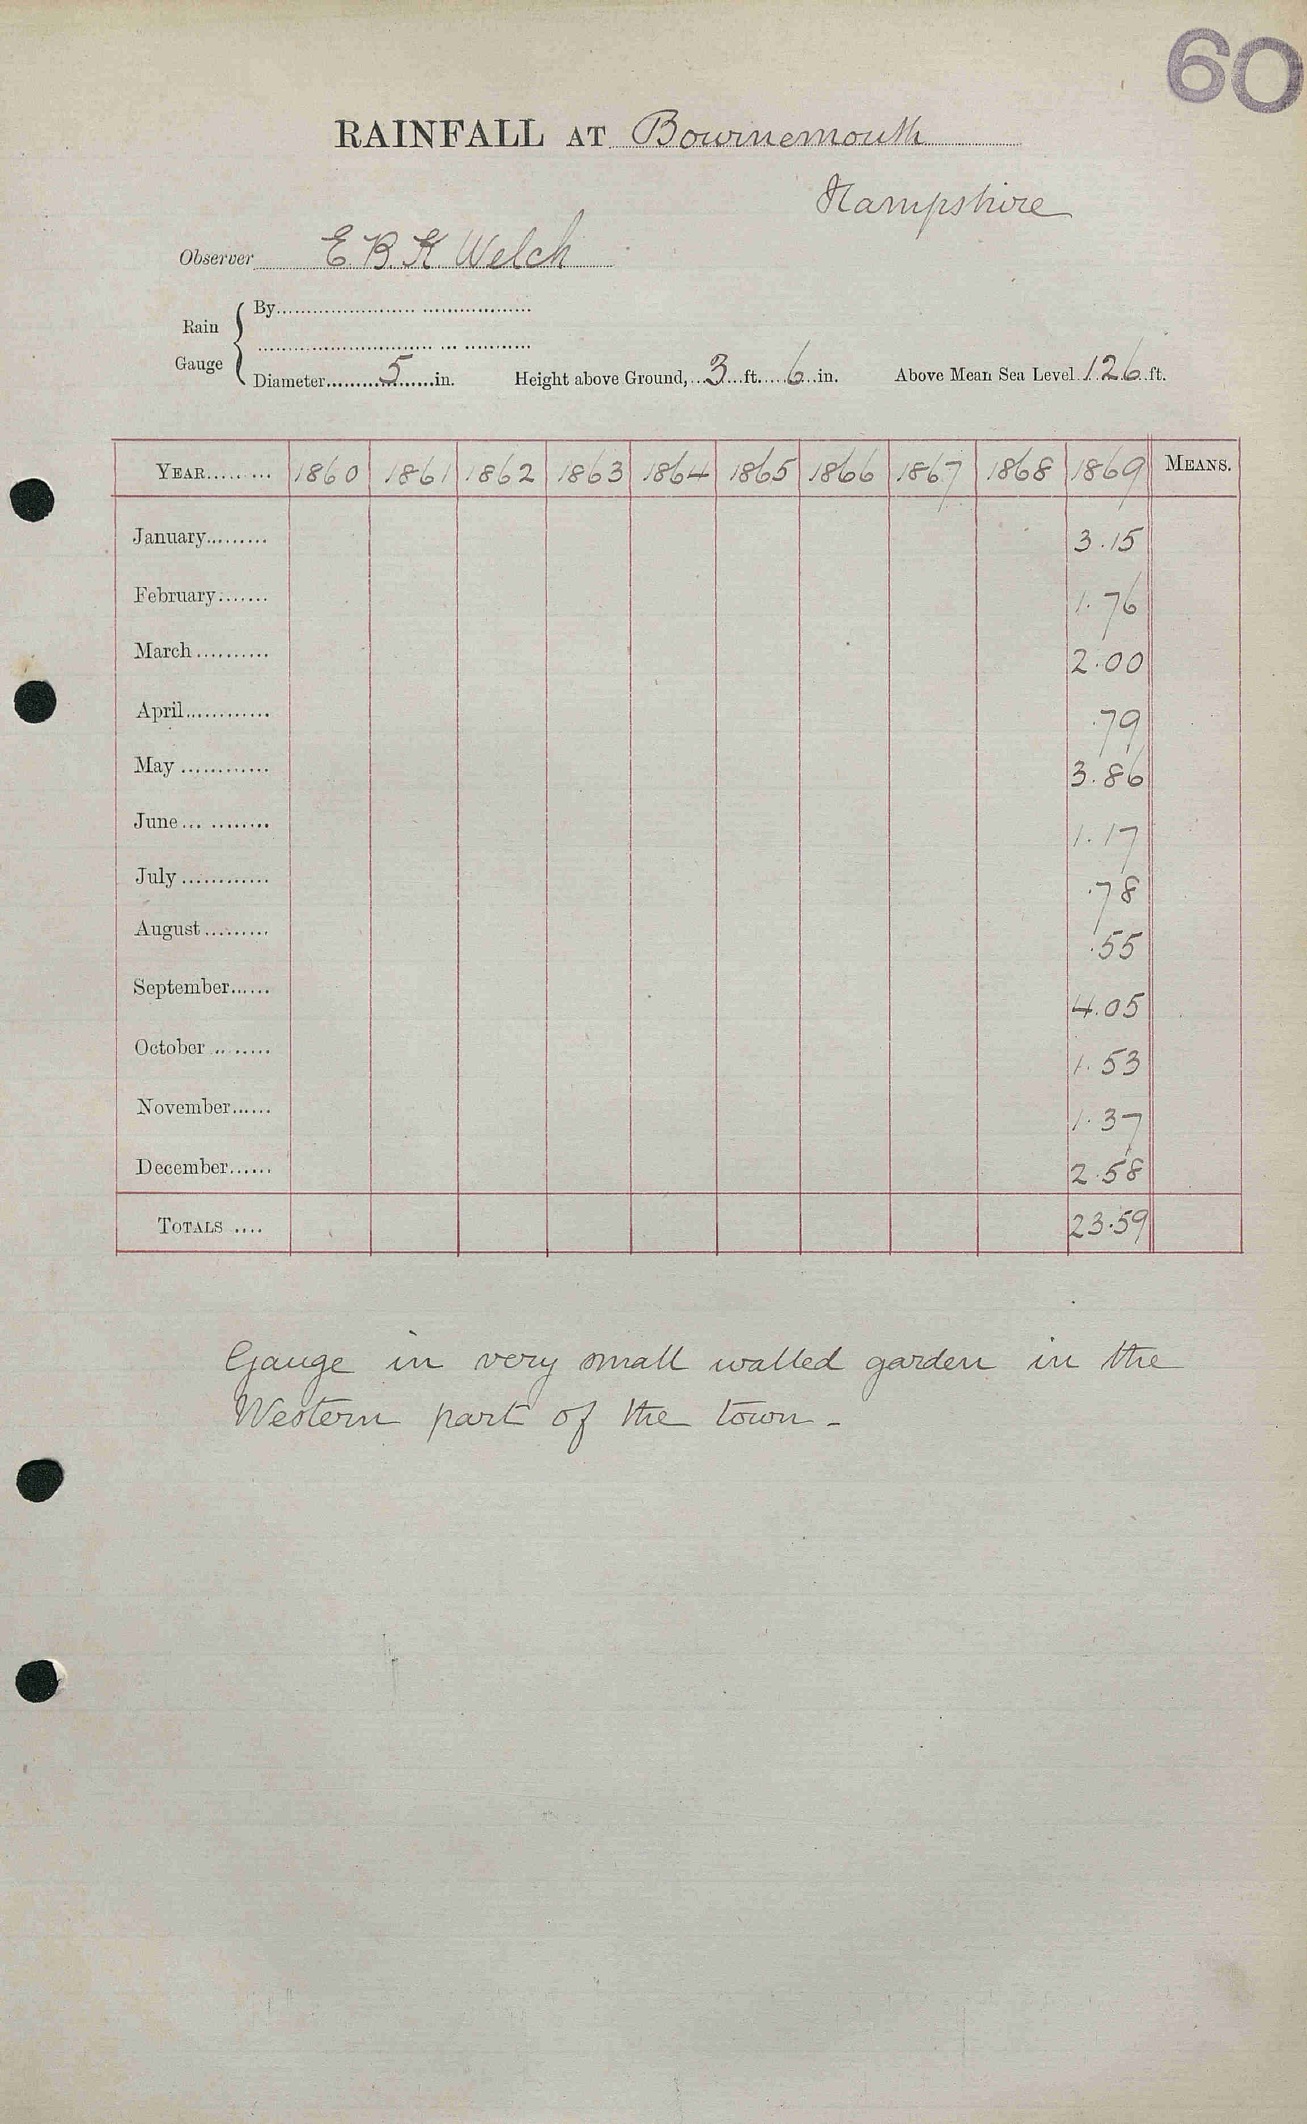 60
RAINFALL AT Bournemouth
Hampshire
Observer E. B. K. Welch
Rain Gauge { By
Diameter 5 in. Height above Ground, 3 ft. 6 in. Above Mean Sea Level 126 ft.
YEAR 1860 1861 1862 1863 1864 1865 1866 1867 1868 1869 MEANS.
January 3.15
February 1.76
March 2.00
April .79
May 3.86
June 1.17
July .78
August .55
September 4.05
October 1.53
November 1.37
December 2.58
TOTALS 23.59
Gauge in very small walled garden in the
Western part of the town -